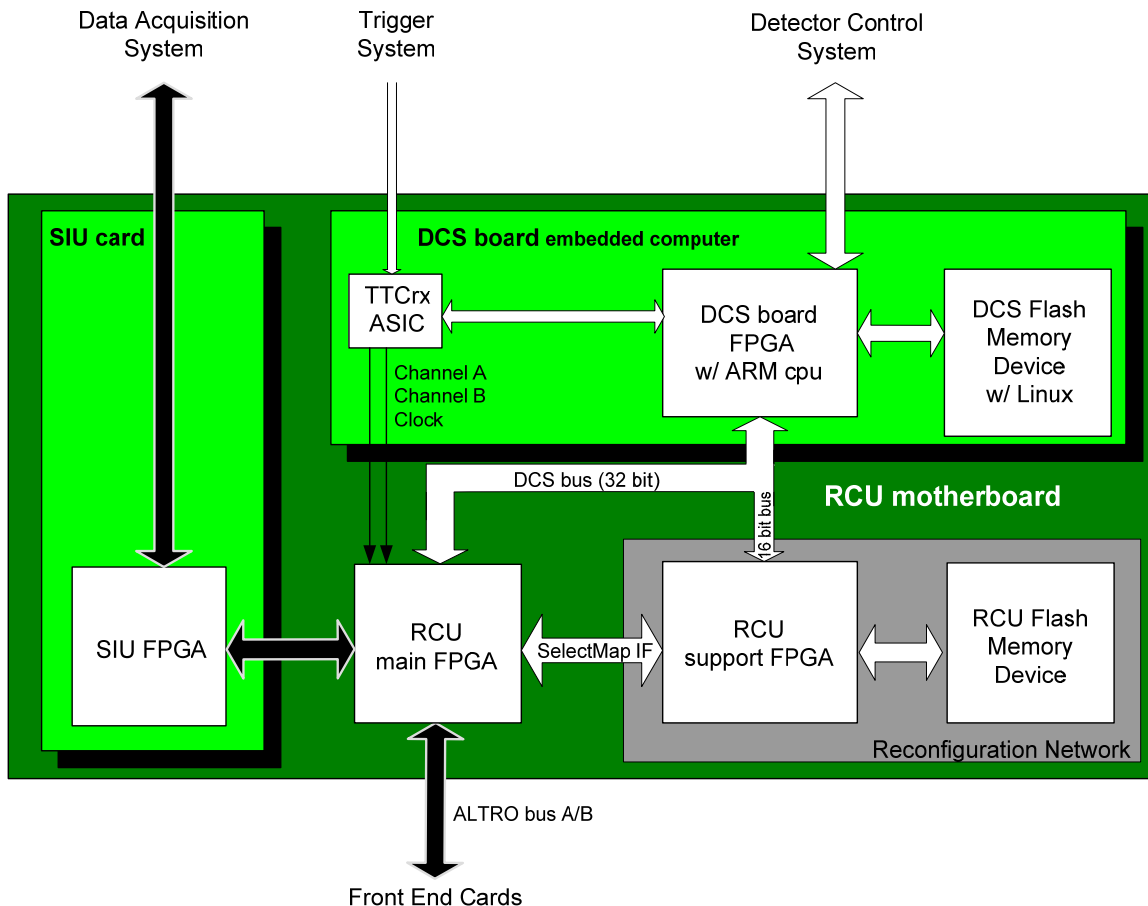 Data Acquisition
System
Trigger
System
Detector Control
System
SIU card
DCS board embedded computer
TTCrx
ASIC
DCS board
FPGA
w/ ARM cpu
DCS Flash
Memory
Device
w/ Linux
Channel A
Channel B
Clock
DCS bus (32 bit)
16 bit bus
RCU motherboard
SIU FPGA
RCU
main FPGA
SelectMap IF
RCU
support FPGA
RCU Flash
Memory
Device
Reconfiguration Network
ALTRO bus A/B
Front End Cards